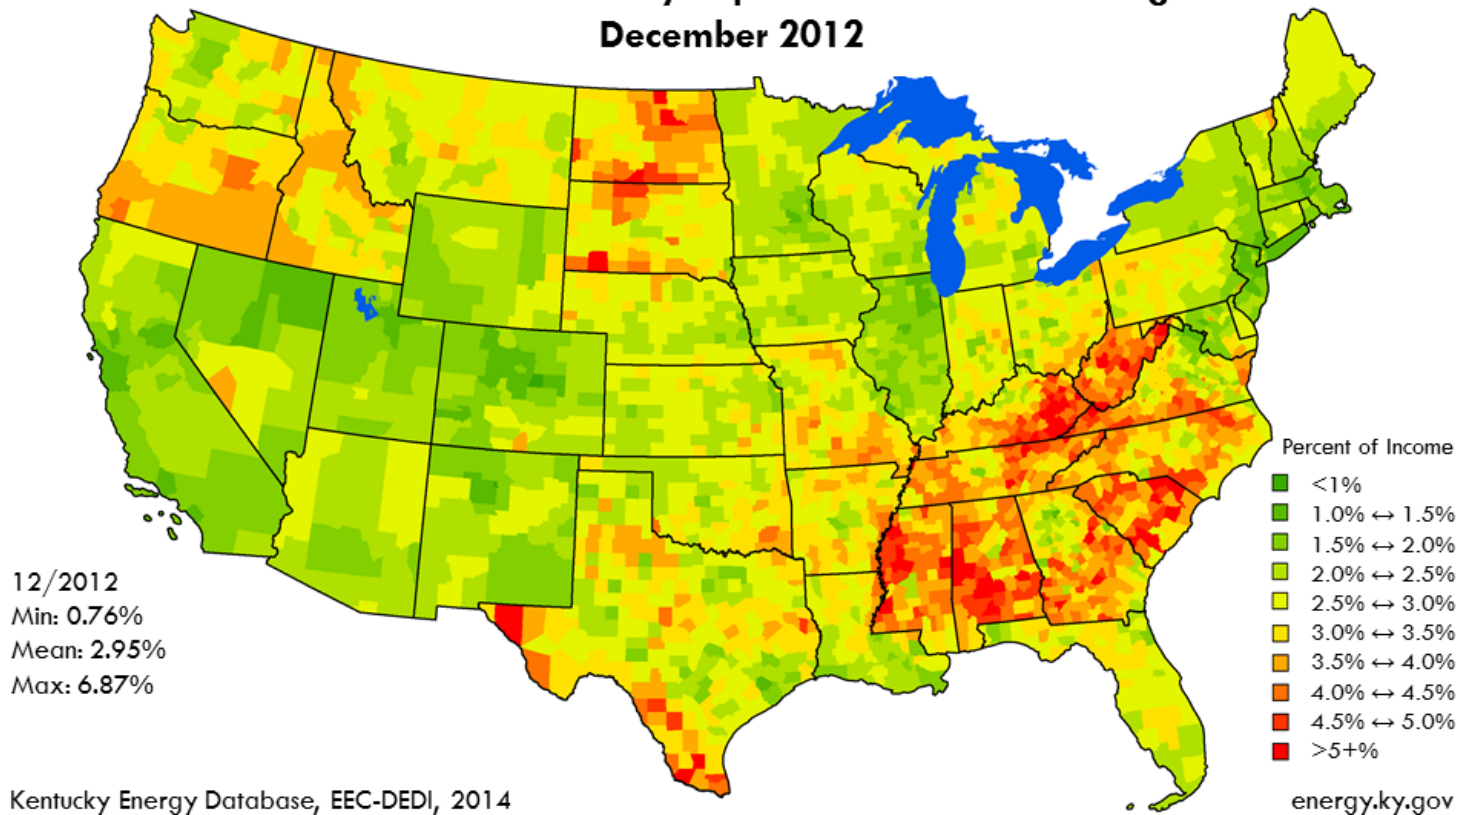 December 2012
Percent of Income
<1%
1.0% ↔ 1.5%
1.5% ↔ 2.0%
2.0% ↔ 2.5%
2.5% ↔ 3.0%
3.0% ↔ 3.5%
3.5% ↔ 4.0%
4.0% ↔ 4.5%
4.5% ↔ 5.0%
>5+%
12/2012
Min: 0.76%
Mean: 2.95%
Max: 6.87%
Kentucky Energy Database, EEC-DEDI, 2014
energy.ky.gov